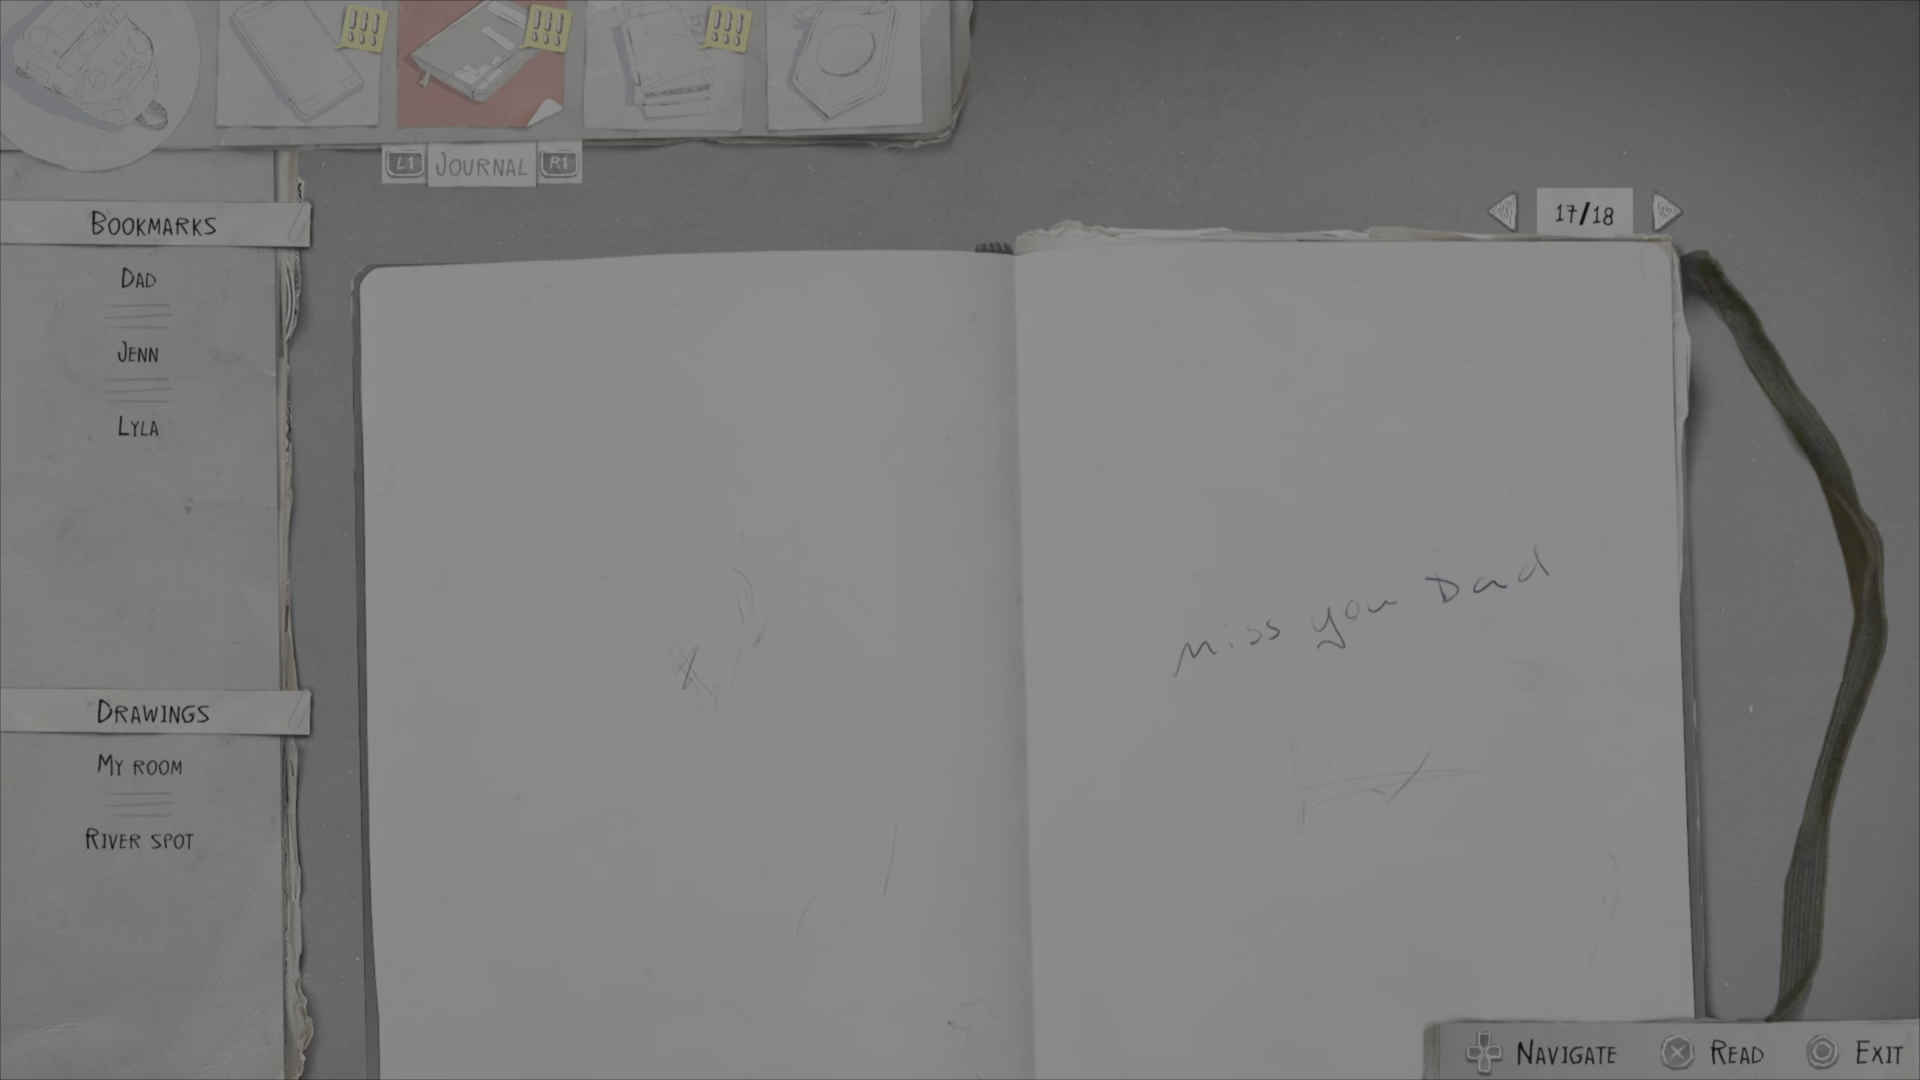 L1 JOURNAL R1
17/18
BOOKMARKS
DAD
JENN
LYLA
miss you Dad
DRAWINGS
MY ROOM
RIVER SPOT
NAVIGATE READ EXIT